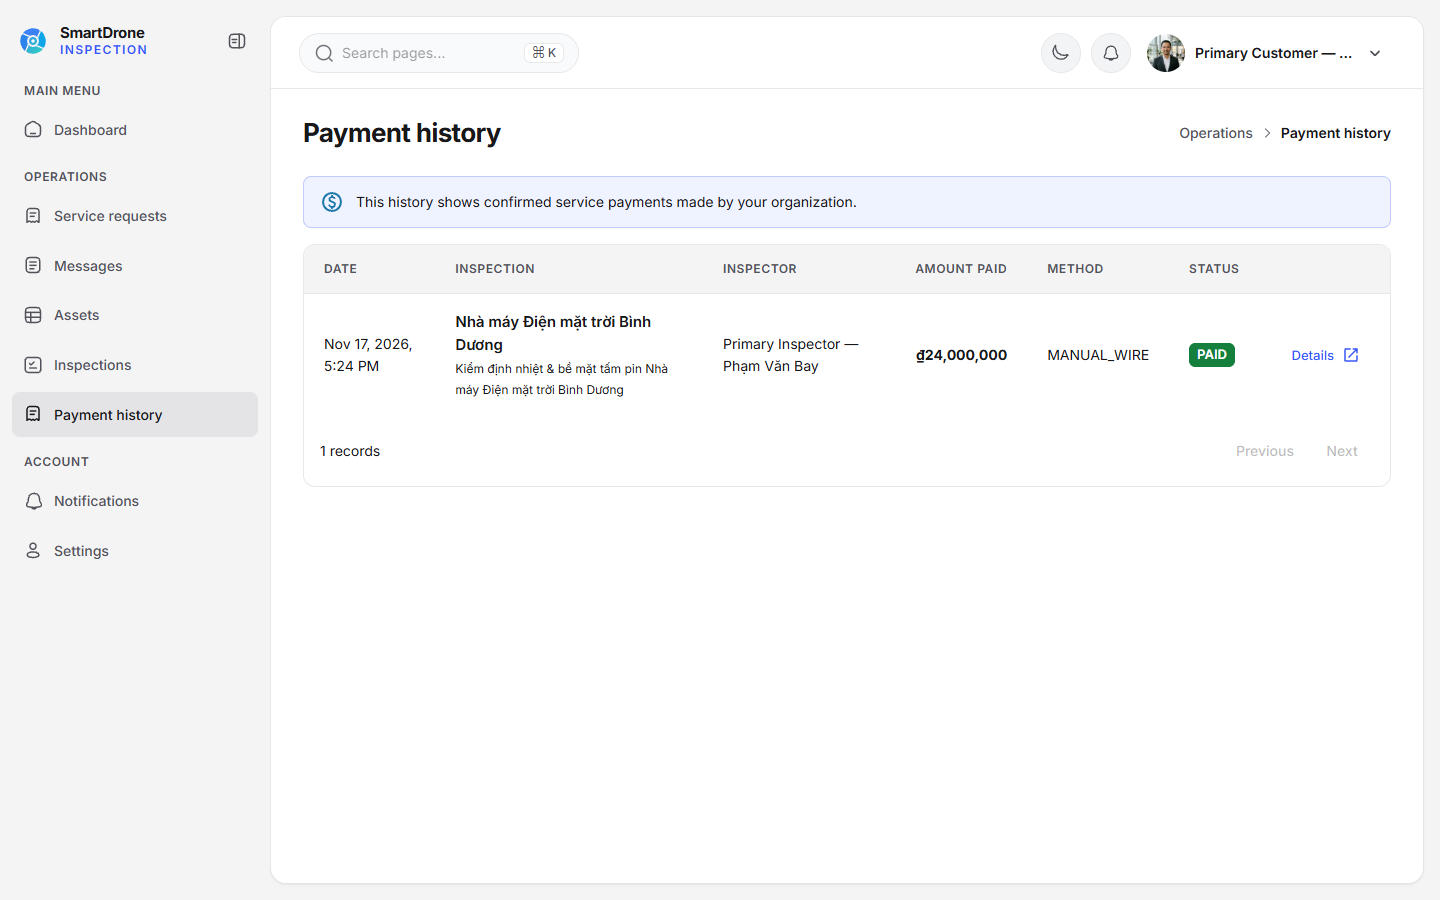 SmartDrone
INSPECTION
MAIN MENU
Dashboard
OPERATIONS
Service requests
Messages
Assets
Inspections
Payment history
ACCOUNT
Notifications
Settings
Search pages...
⌘ K
Primary Customer — ...
Payment history
Operations > Payment history
This history shows confirmed service payments made by your organization.
DATE INSPECTION INSPECTOR AMOUNT PAID METHOD STATUS
Nov 17, 2026,
5:24 PM
Nhà máy Điện mặt trời Bình
Dương
Kiểm định nhiệt & bề mặt tấm pin Nhà
máy Điện mặt trời Bình Dương
Primary Inspector —
Phạm Văn Bay
₫24,000,000
MANUAL_WIRE
PAID
Details
1 records
Previous Next